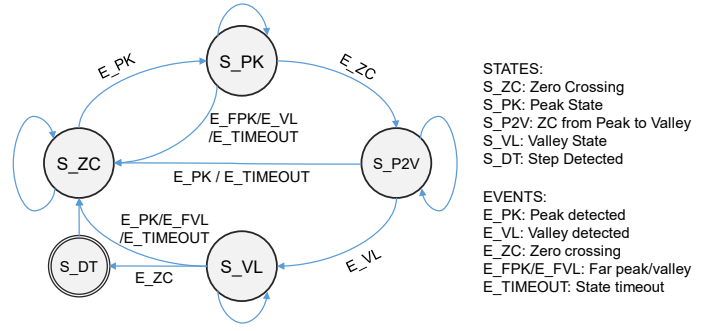 S_PK
E_PK
E_ZC
E_FPK/E_VL
/E_TIMEOUT
S_ZC
S_P2V
E_PK / E_TIMEOUT
E_PK/E_FVL
/E_TIMEOUT
S_DT
S_VL
E_ZC
E_VL
STATES:
S_ZC: Zero Crossing
S_PK: Peak State
S_P2V: ZC from Peak to Valley
S_VL: Valley State
S_DT: Step Detected
EVENTS:
E_PK: Peak detected
E_VL: Valley detected
E_ZC: Zero crossing
E_FPK/E_FVL: Far peak/valley
E_TIMEOUT: State timeout